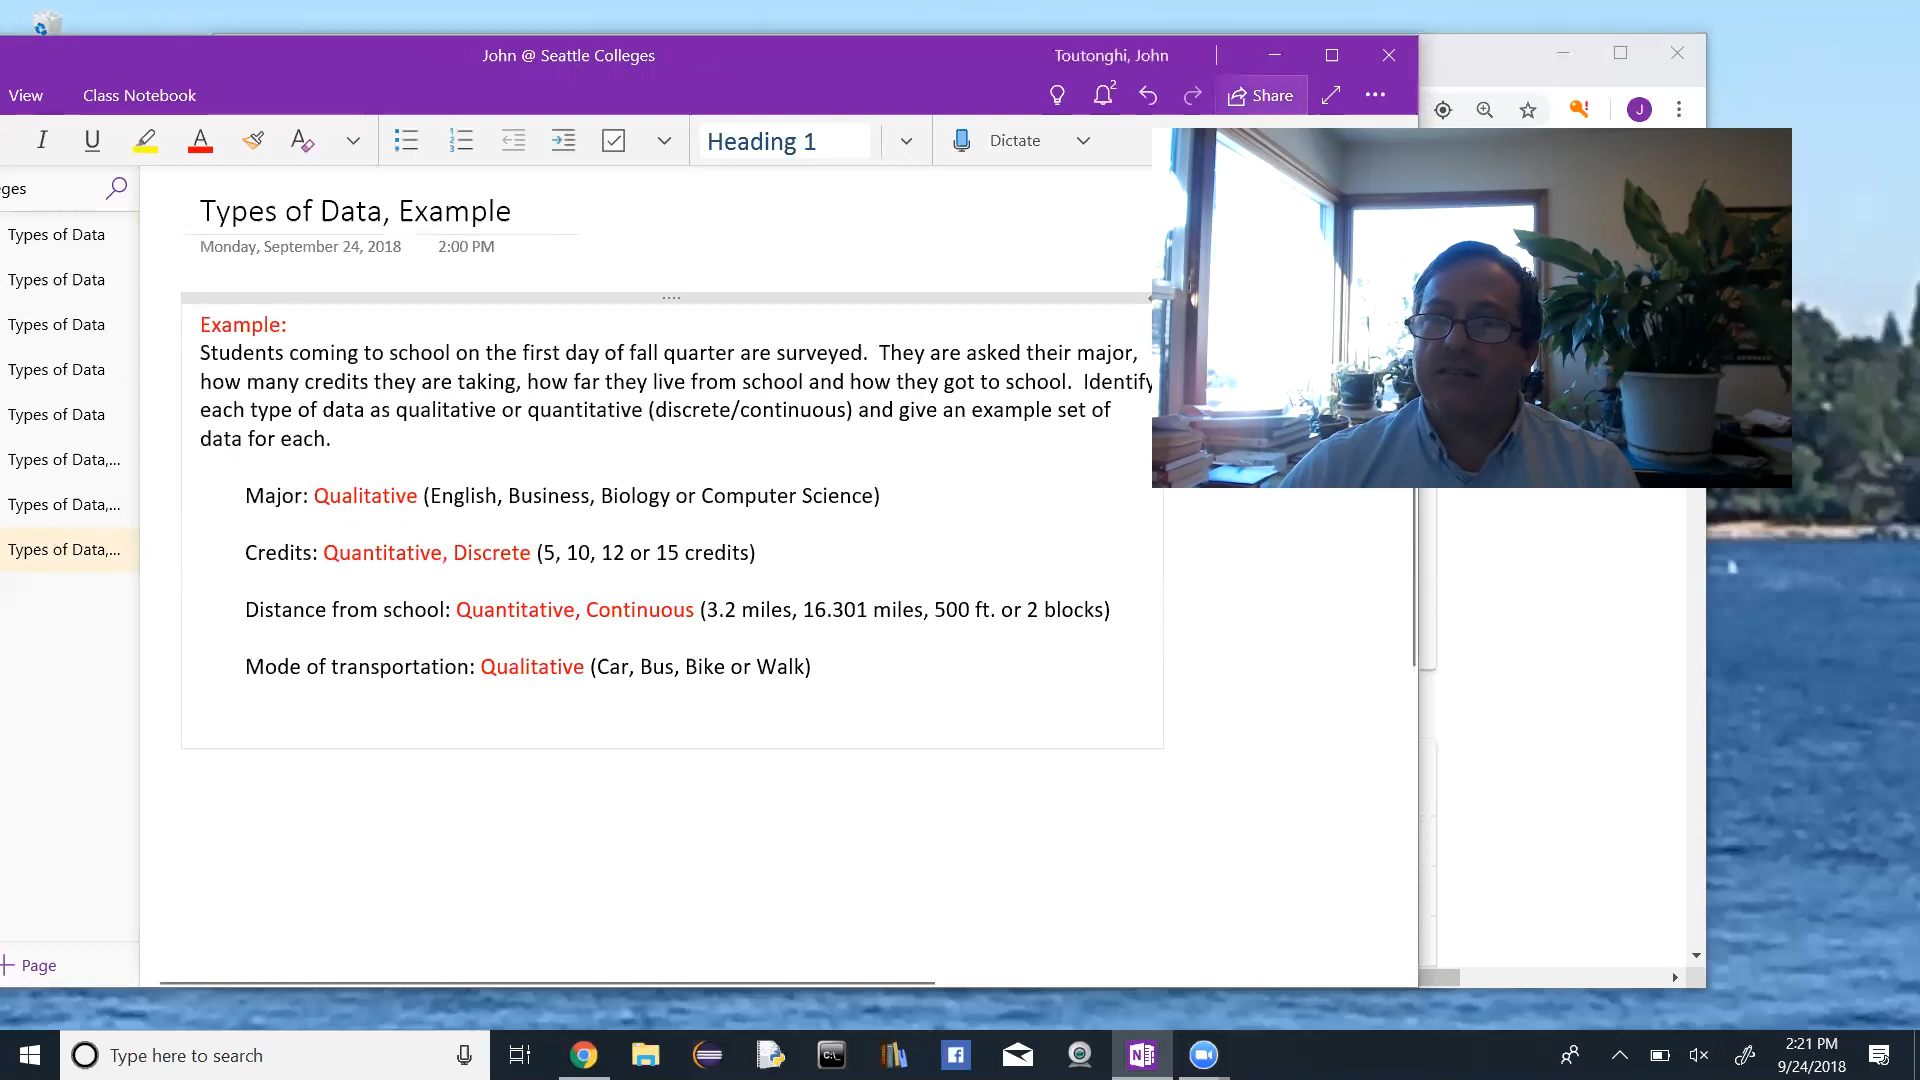 John @ Seattle Colleges
Toutonghi, John
View
Class Notebook
2
Share
J
I
U
A
A
1
2
3
Heading 1
Dictate
ges
Types of Data
Types of Data
Types of Data
Types of Data
Types of Data
Types of Data,...
Types of Data,...
Types of Data,...
+ Page
Types of Data, Example
Monday, September 24, 2018
2:00 PM
Example:
Students coming to school on the first day of fall quarter are surveyed. They are asked their major,
how many credits they are taking, how far they live from school and how they got to school. Identify
each type of data as qualitative or quantitative (discrete/continuous) and give an example set of
data for each.
Major: Qualitative (English, Business, Biology or Computer Science)
Credits: Quantitative, Discrete (5, 10, 12 or 15 credits)
Distance from school: Quantitative, Continuous (3.2 miles, 16.301 miles, 500 ft. or 2 blocks)
Mode of transportation: Qualitative (Car, Bus, Bike or Walk)
Type here to search
2:21 PM
9/24/2018